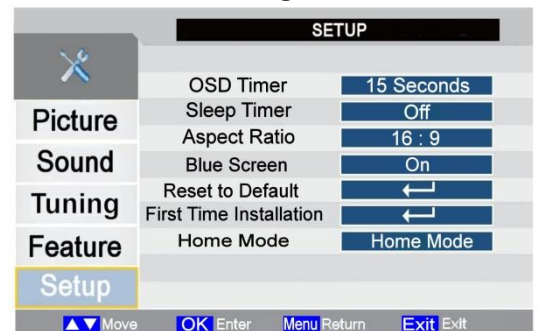 SETUP
OSD Timer 15 Seconds
Sleep Timer Off
Aspect Ratio 16 : 9
Blue Screen On
Reset to Default
First Time Installation
Home Mode Home Mode
Picture
Sound
Tuning
Feature
Setup
Move OK Enter Menu Return Exit Exit